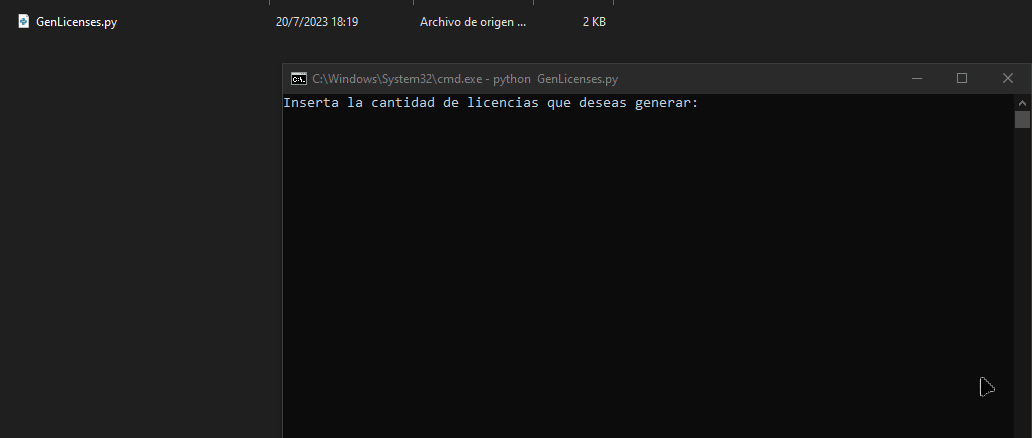 GenLicenses.py 20/7/2023 18:19 Archivo de origen ... 2 KB
C:\Windows\System32\cmd.exe - python GenLicenses.py
Inserta la cantidad de licencias que deseas generar: